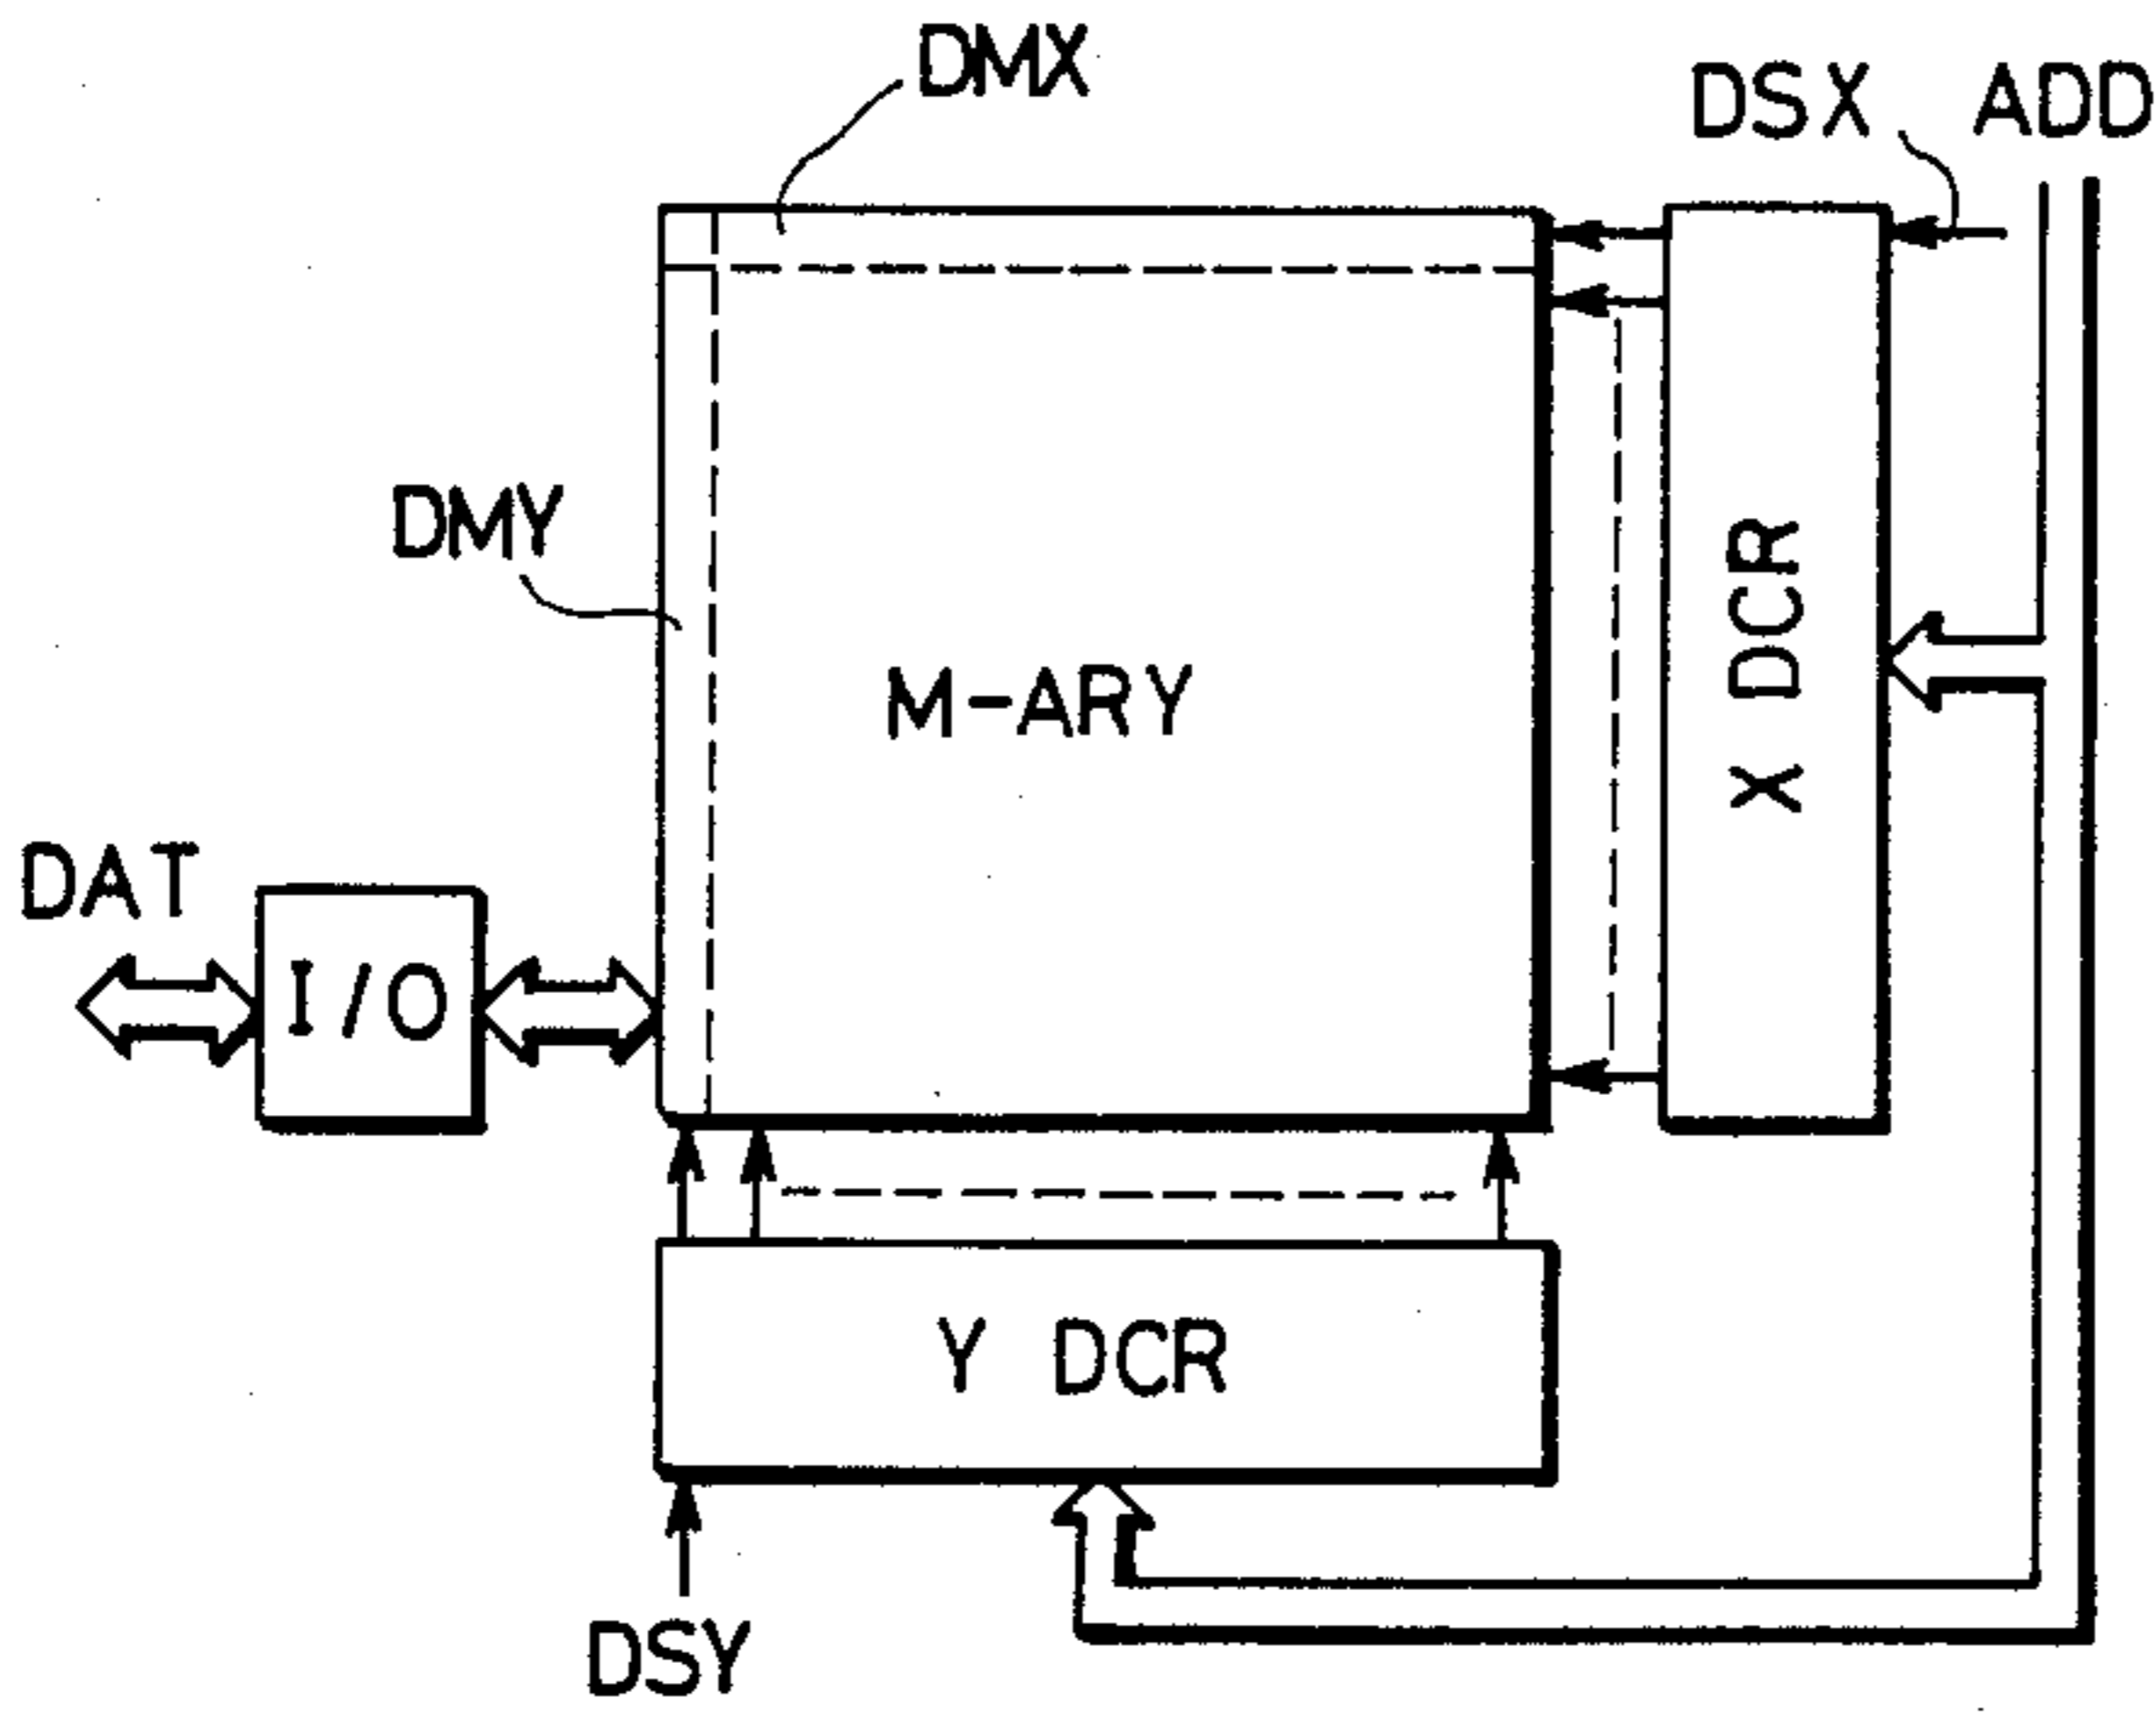 DMX
DSX
ADD
DMY
M-ARY
X DCR
DAT
I/O
Y DCR
DSY